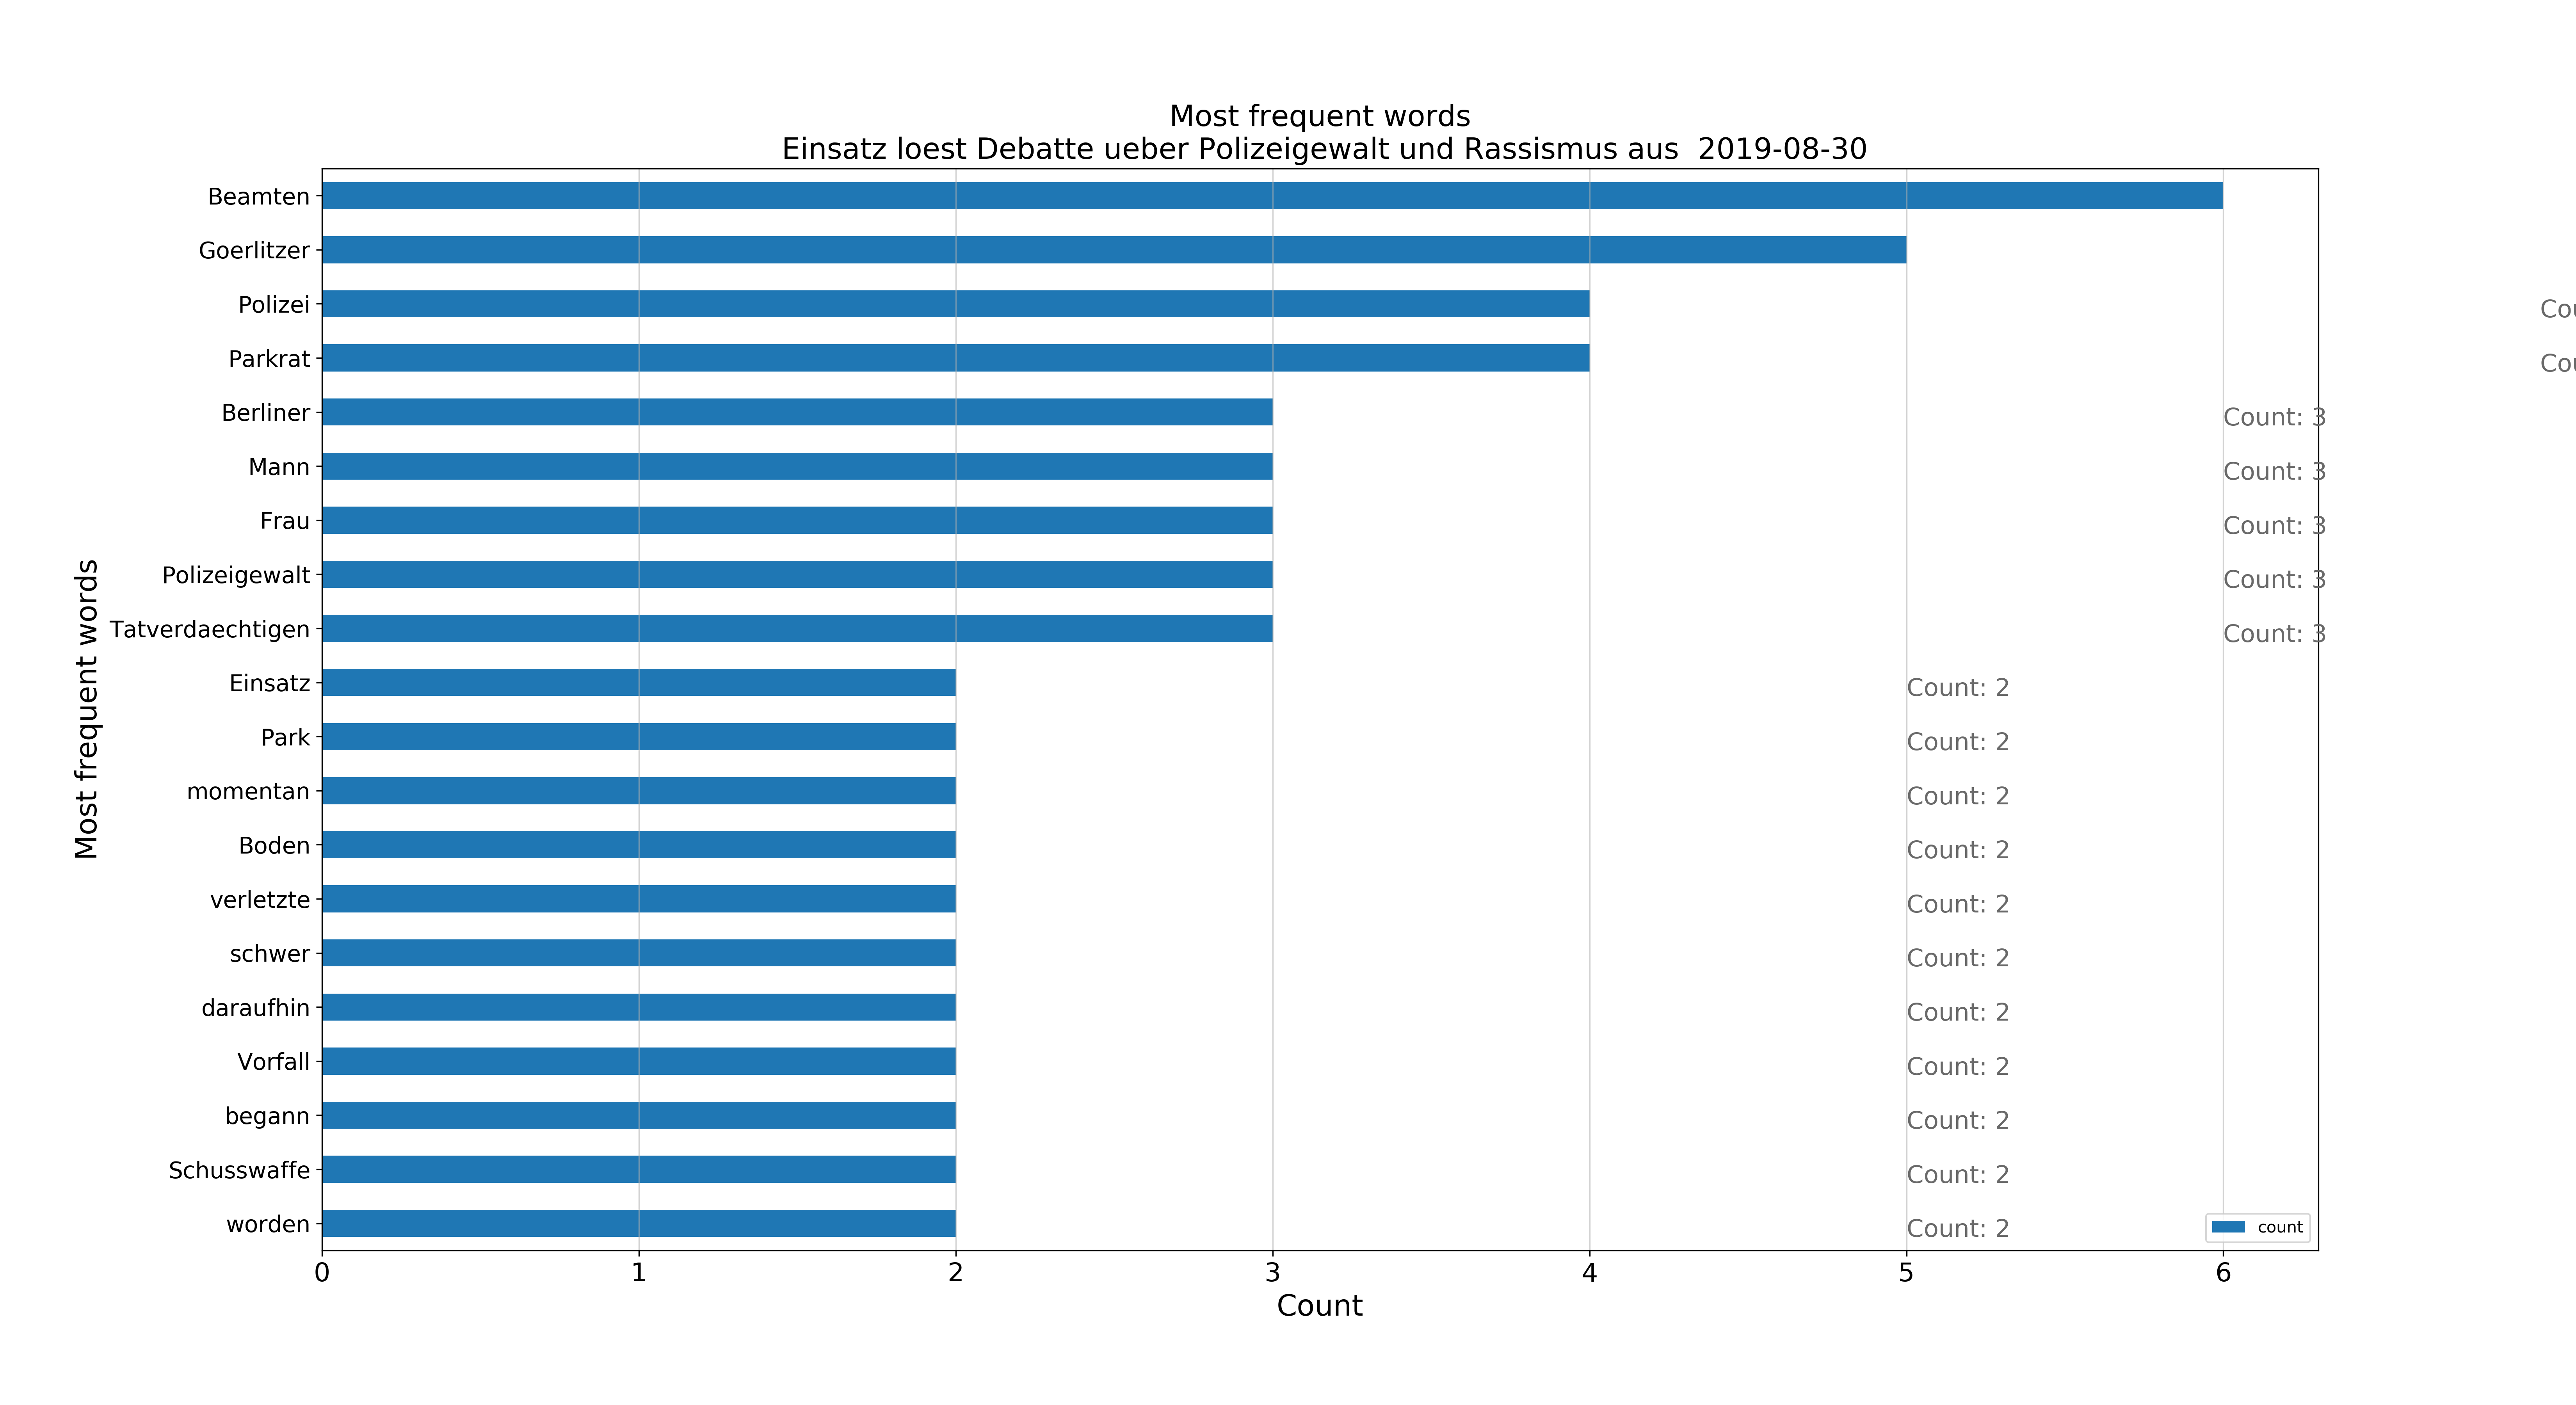 Most frequent words
Einsatz loest Debatte ueber Polizeigewalt und Rassismus aus  2019-08-30
Most frequent words
Beamten
Goerlitzer
Polizei Cou
Parkrat Cou
Berliner Count: 3
Mann Count: 3
Frau Count: 3
Polizeigewalt Count: 3
Tatverdaechtigen Count: 3
Einsatz Count: 2
Park Count: 2
momentan Count: 2
Boden Count: 2
verletzte Count: 2
schwer Count: 2
daraufhin Count: 2
Vorfall Count: 2
begann Count: 2
Schusswaffe Count: 2
worden Count: 2
count
0 1 2 3 4 5 6
Count